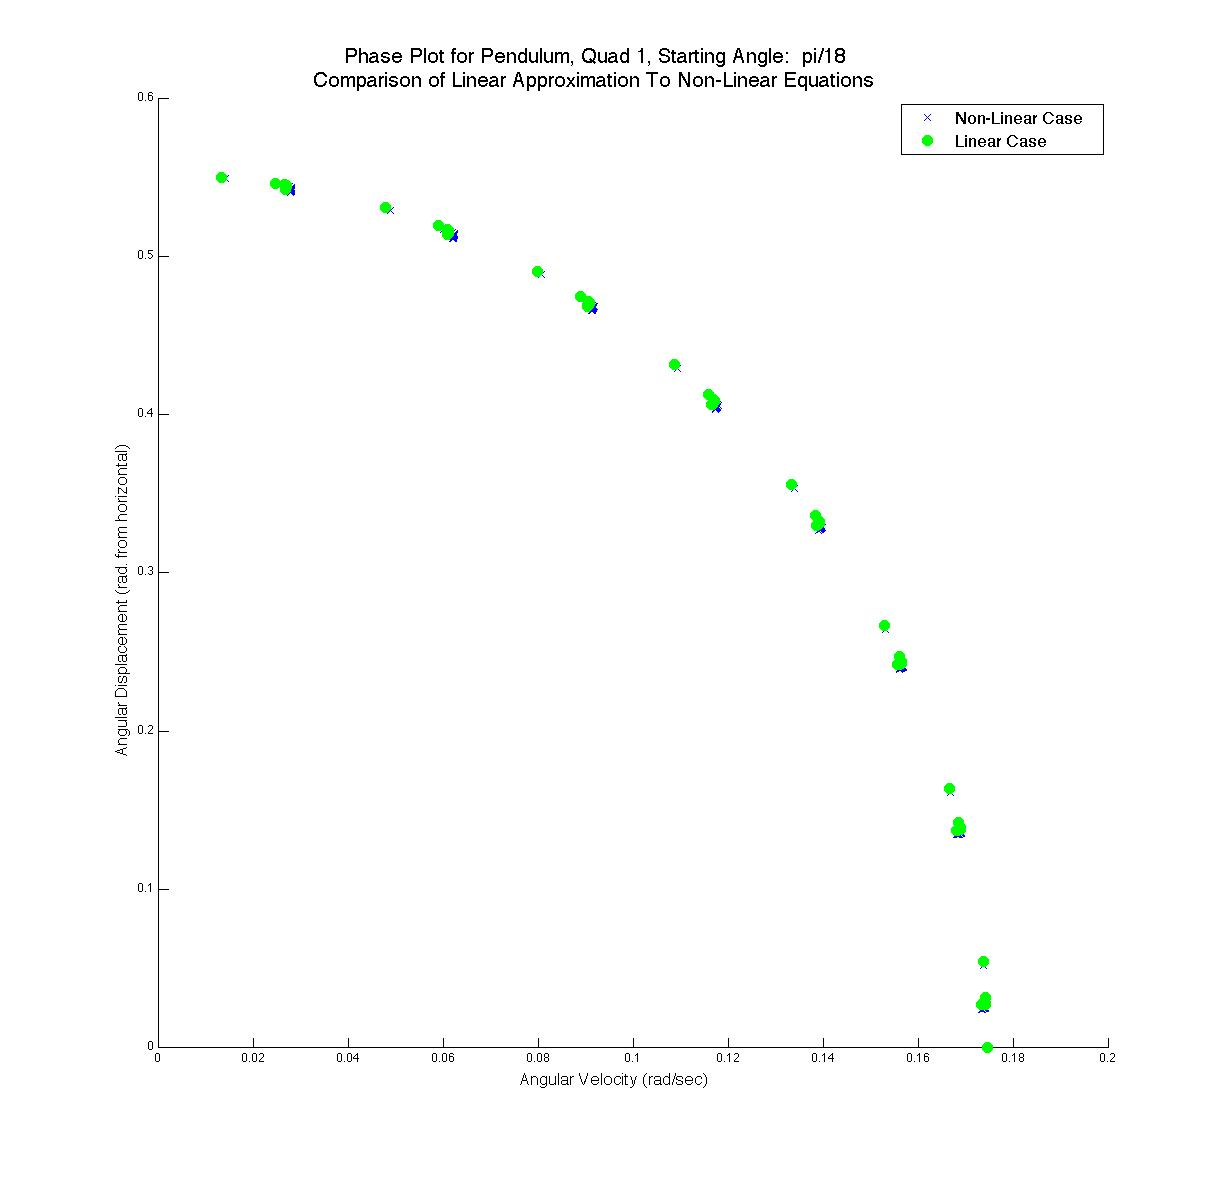 Phase Plot for Pendulum, Quad 1, Starting Angle:  pi/18
Comparison of Linear Approximation To Non-Linear Equations
Non-Linear Case
Linear Case
0.6
0.5
0.4
0.3
0.2
0.1
0
Angular Displacement (rad. from horizontal)
0 0.02 0.04 0.06 0.08 0.1 0.12 0.14 0.16 0.18 0.2
Angular Velocity (rad/sec)